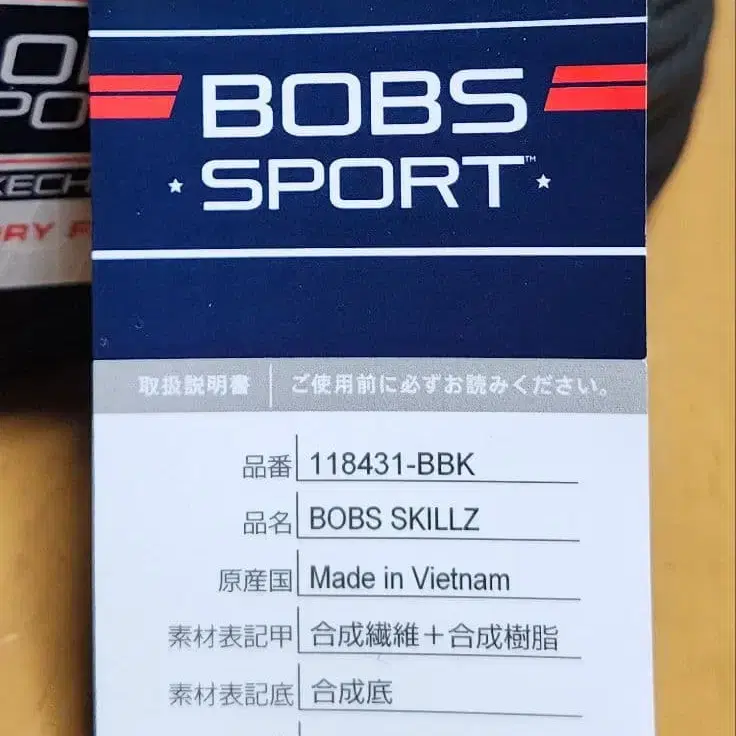 BOBS
SPORT™
取扱説明書 ご使用前に必ずお読みください。
品番 118431-BBK
品名 BOBS SKILLZ
原産国 Made in Vietnam
素材表記甲 合成繊維+合成樹脂
素材表記底 合成底